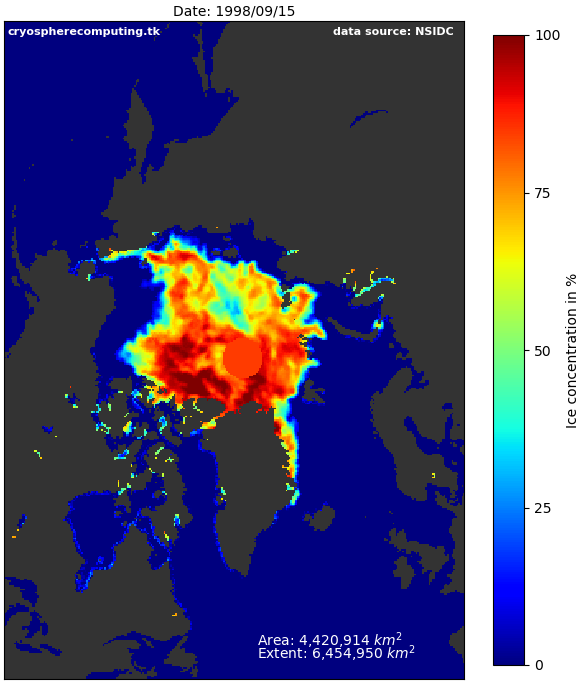 Date: 1998/09/15
cryospherecomputing.tk data source: NSIDC
100
75
50
25
0
Ice concentration in %
Area: 4,420,914 km²
Extent: 6,454,950 km²